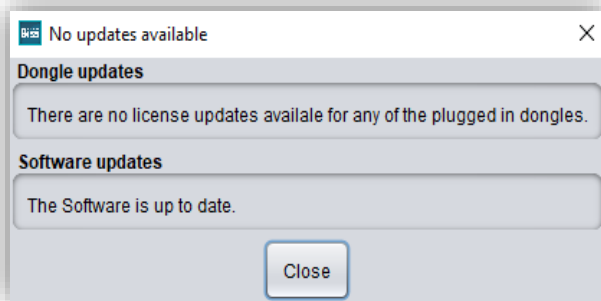 No updates available
Dongle updates
There are no license updates availale for any of the plugged in dongles.
Software updates
The Software is up to date.
Close